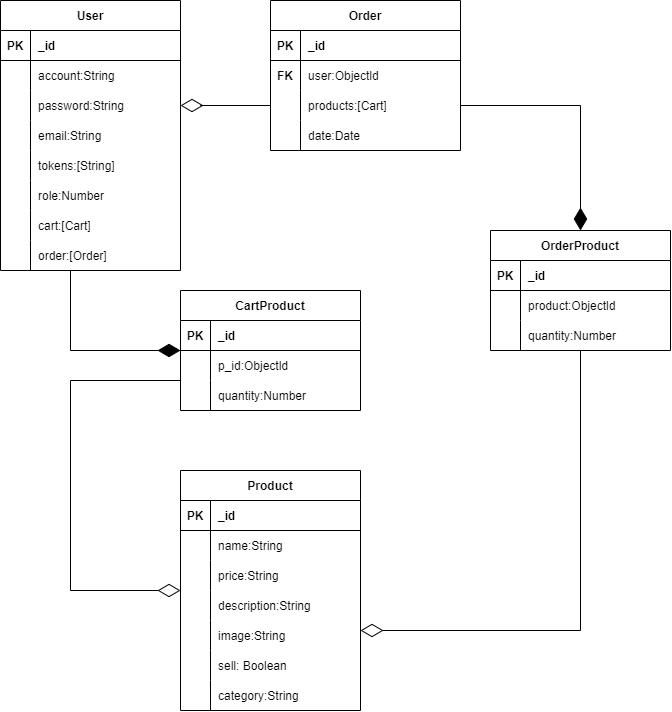 User
PK _id
account:String
password:String
email:String
tokens:[String]
role:Number
cart:[Cart]
order:[Order]
Order
PK _id
FK user:ObjectId
products:[Cart]
date:Date
OrderProduct
PK _id
product:ObjectId
quantity:Number
CartProduct
PK _id
p_id:ObjectId
quantity:Number
Product
PK _id
name:String
price:String
description:String
image:String
sell: Boolean
category:String